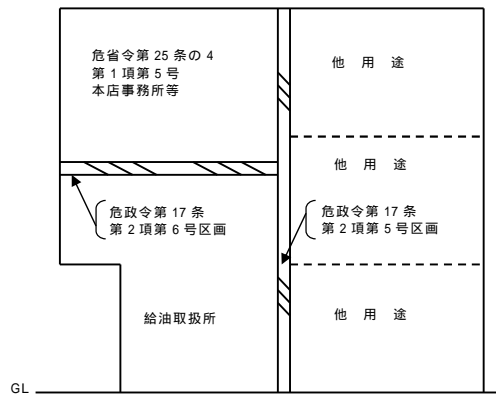 危省令第25条の4
第1項第5号
本店事務所等
他用途
他用途
危政令第17条
第2項第6号区画
危政令第17条
第2項第5号区画
給油取扱所
他用途
GL